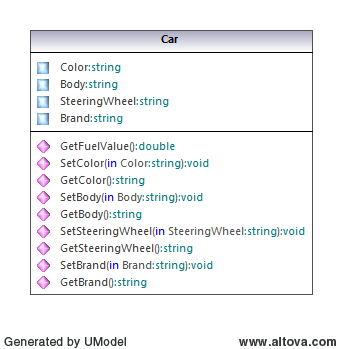 Car
Color:string
Body:string
SteeringWheel:string
Brand:string
GetFuelValue():double
SetColor(in Color:string):void
GetColor():string
SetBody(in Body:string):void
GetBody():string
SetSteeringWheel(in SteeringWheel:string):void
GetSteeringWheel():string
SetBrand(in Brand:string):void
GetBrand():string
Generated by UModel www.altova.com